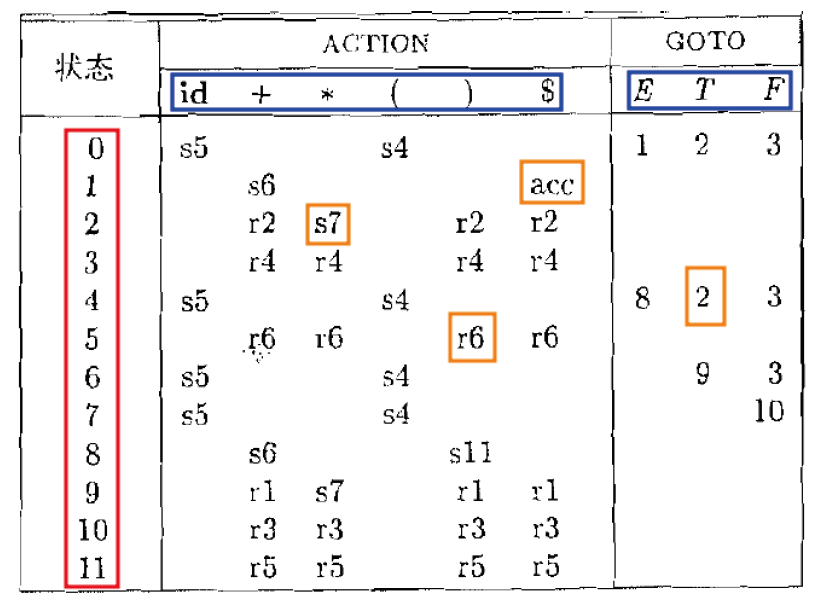 状态 ACTION GOTO
id + * ( ) $ E T F
0 s5 s4 1 2 3
1 s6 acc
2 r2 s7 r2 r2
3 r4 r4 r4 r4
4 s5 s4 8 2 3
5 r6 r6 r6 r6
6 s5 s4 9 3
7 s5 s4 10
8 s6 s11
9 r1 s7 r1 r1
10 r3 r3 r3 r3
11 r5 r5 r5 r5